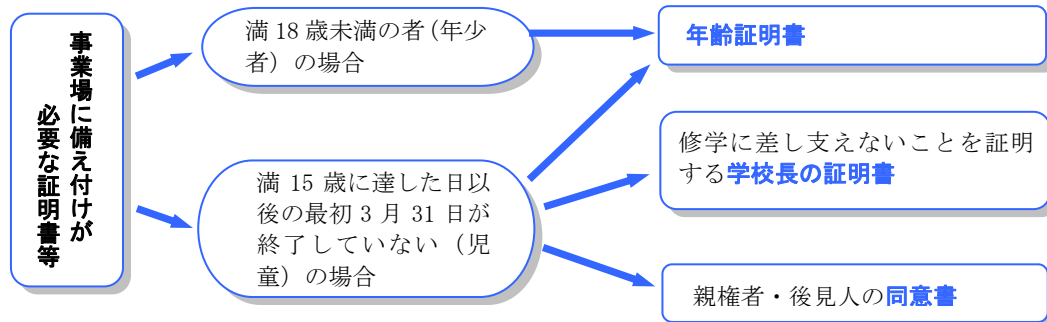 事業場に備え付けが
必要な証明書等
満 18 歳未満の者（年少
者）の場合
満 15 歳に達した日以
後の最初 3 月 31 日が
終了していない（児
童）の場合
年齢証明書
修学に差し支えないことを証明
する学校長の証明書
親権者・後見人の同意書